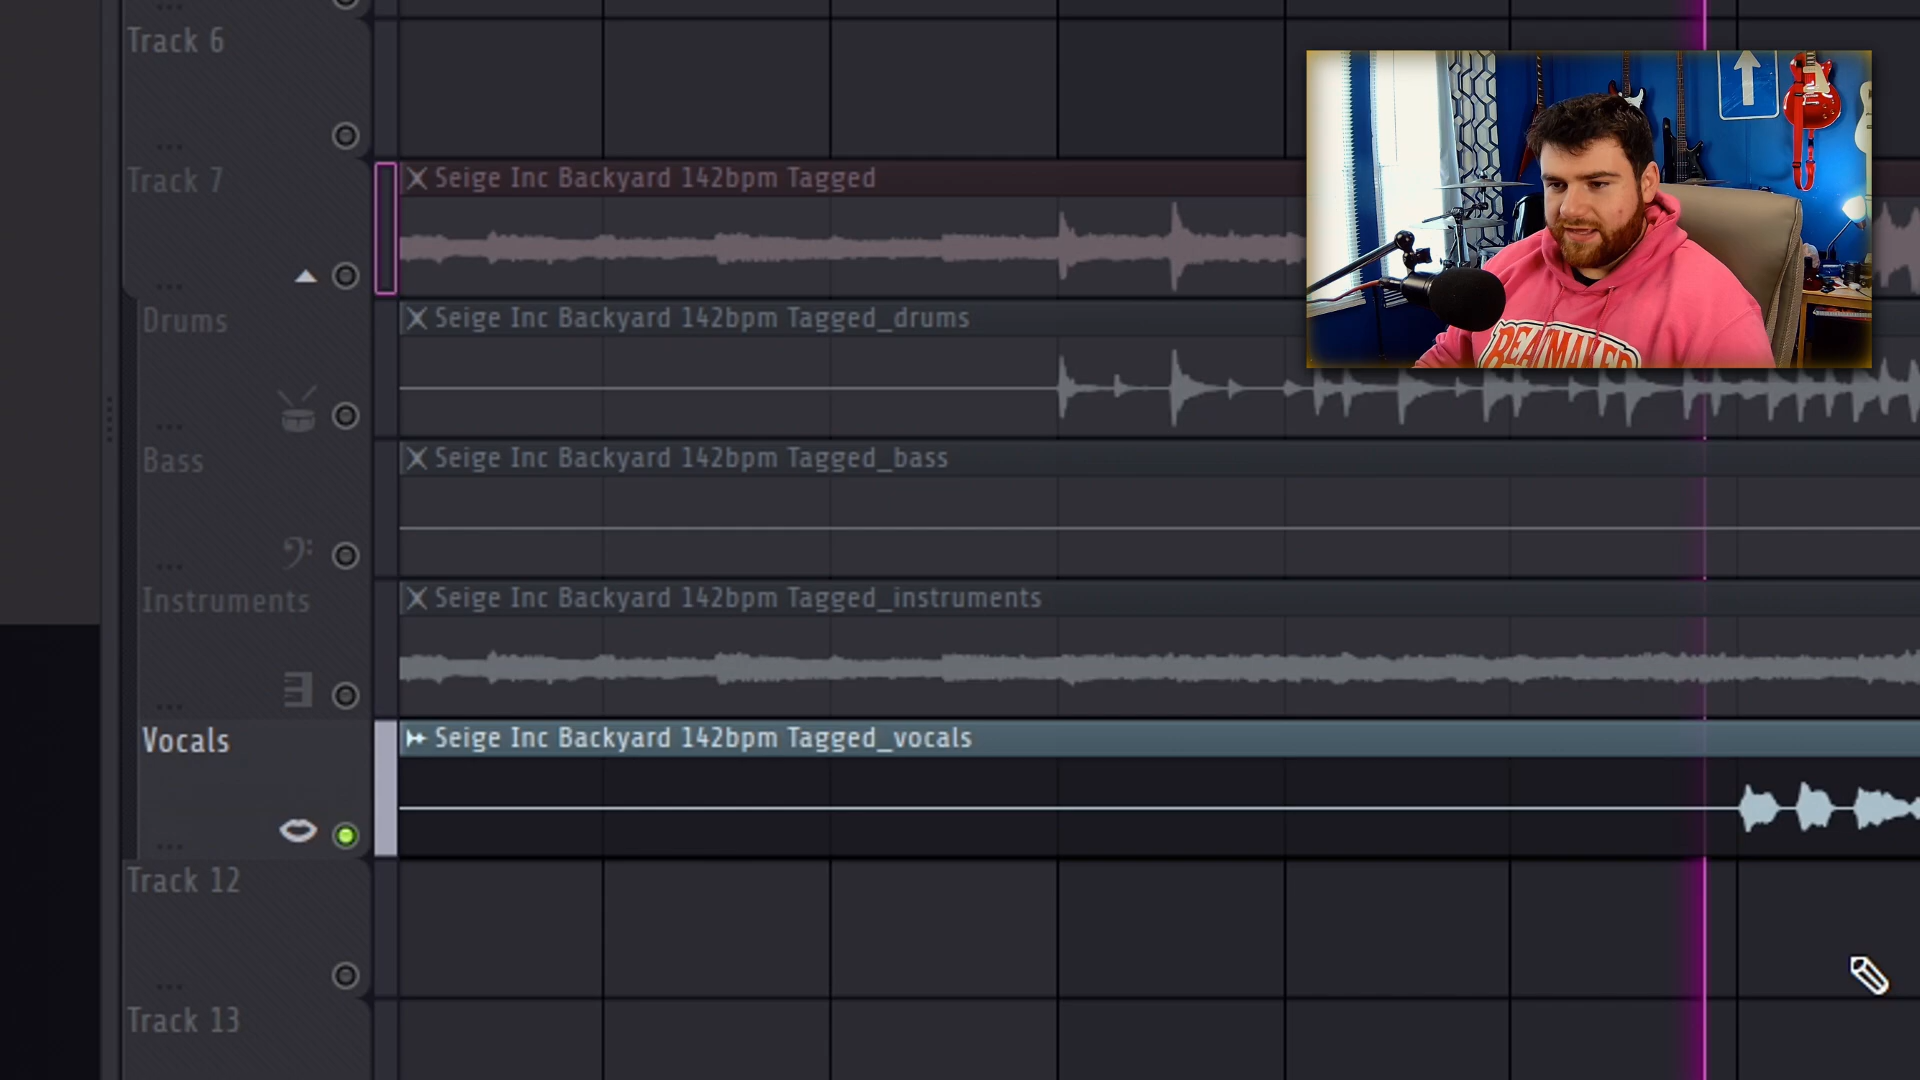 Track 6
Track 7
Seige Inc Backyard 142bpm Tagged
Drums
Seige Inc Backyard 142bpm Tagged_drums
BEATMAKER
Bass
Seige Inc Backyard 142bpm Tagged_bass
Instruments
Seige Inc Backyard 142bpm Tagged_instruments
Vocals
Seige Inc Backyard 142bpm Tagged_vocals
Track 12
Track 13